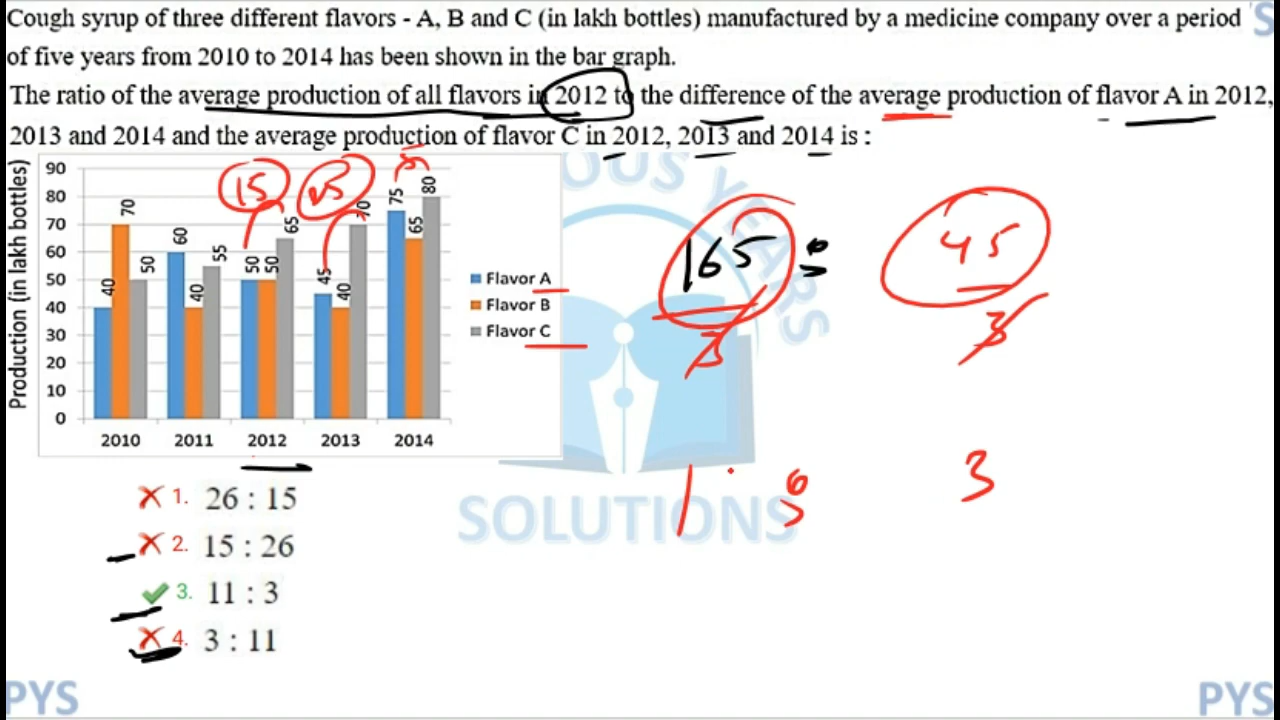 Cough syrup of three different flavors - A, B and C (in lakh bottles) manufactured by a medicine company over a period
of five years from 2010 to 2014 has been shown in the bar graph.
The ratio of the average production of all flavors in 2012 to the difference of the average production of flavor A in 2012,
2013 and 2014 and the average production of flavor C in 2012, 2013 and 2014 is :
Production (in lakh bottles)
90
80
70
60
50
40
30
20
10
0
40
70
50
60
40
55
50
50
65
45
40
70
75
65
80
2010
2011
2012
2013
2014
Flavor A
Flavor B
Flavor C
15
25
5
165 : 45
3
3
1 : 3
1. 26 : 15
2. 15 : 26
3. 11 : 3
4. 3 : 11
YEARS
SOLUTIONS
PYS
PYS